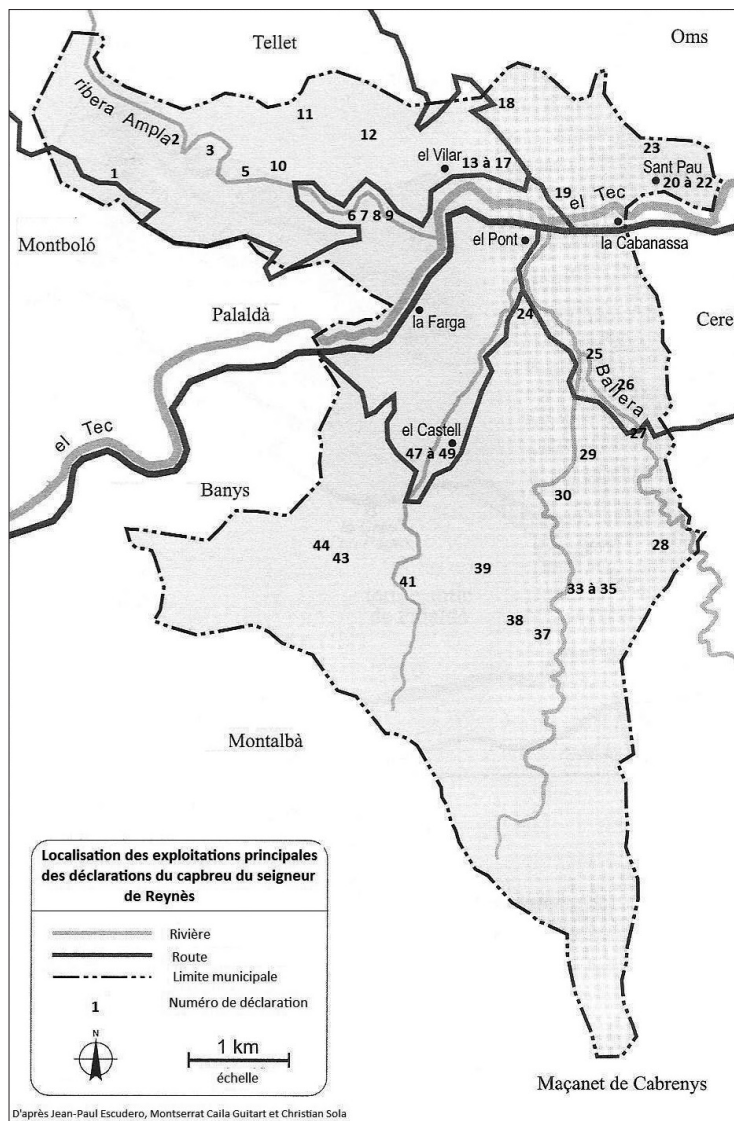 Tellet
Oms
ribera Ampla
11
18
12
2
23
3
el Vilar
13 à 17
Sant Pau
1
5
10
20 à 22
19
el Tec
6 7 8 9
la Cabanassa
Montboló
el Pont
Palaldà
Cere
24
la Farga
25
26
Ballera
el Tec
el Castell
27
47 à 49
29
Banys
30
44
43
28
39
41
33 à 35
38
37
Montalbà
Localisation des exploitations principales
des déclarations du capbreu du seigneur
de Reynès
Rivière
Route
Limite municipale
1
Numéro de déclaration
N
1 km
échelle
Maçanet de Cabrenys
D'après Jean-Paul Escudero, Montserrat Caila Guitart et Christian Sola